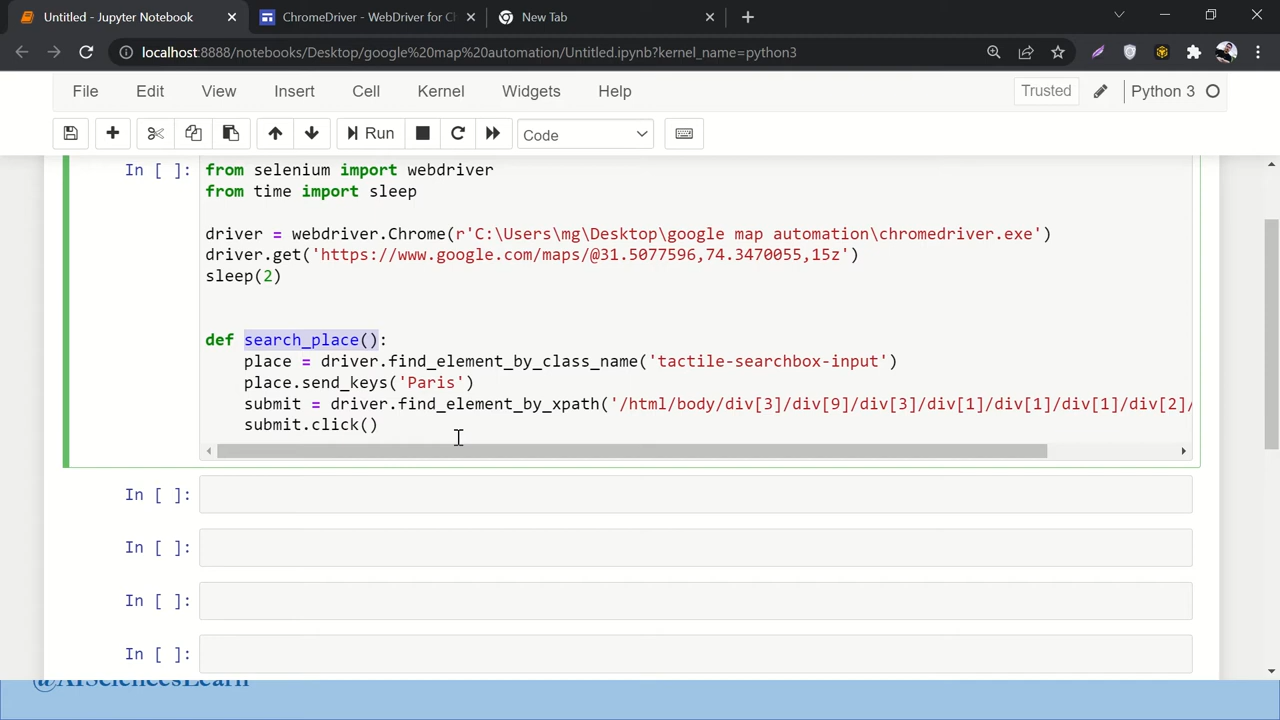 Untitled - Jupyter Notebook
ChromeDriver - WebDriver for C
New Tab
localhost:8888/notebooks/Desktop/google%20map%20automation/Untitled.ipynb?kernel_name=python3
File Edit View Insert Cell Kernel Widgets Help
Trusted
Python 3
Run
Code
In [ ]:
from selenium import webdriver
from time import sleep
driver = webdriver.Chrome(r'C:\Users\mg\Desktop\google map automation\chromedriver.exe')
driver.get('https://www.google.com/maps/@31.5077596,74.3470055,15z')
sleep(2)
def search_place():
place = driver.find_element_by_class_name('tactile-searchbox-input')
place.send_keys('Paris')
submit = driver.find_element_by_xpath('/html/body/div[3]/div[9]/div[3]/div[1]/div[1]/div[1]/div[2]/
submit.click()
In [ ]:
In [ ]:
In [ ]:
In [ ]:
@AISciencesLearn